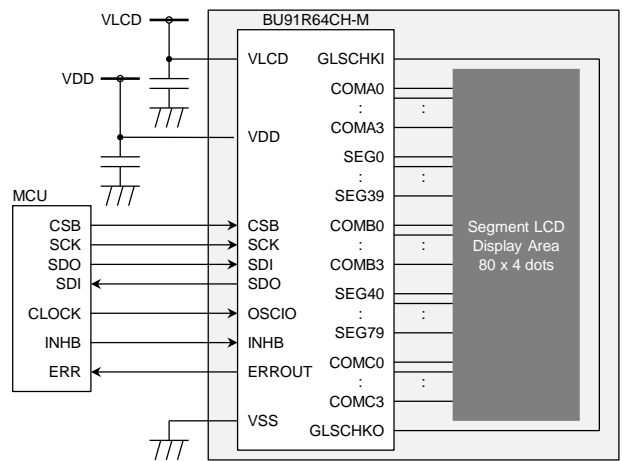 VLCD
BU91R64CH-M
VLCD
GLSCHKI
VDD
COMA0
:
:
COMA3
VDD
SEG0
:
:
MCU
SEG39
CSB
CSB
COMB0
SCK
SCK
:
:
SDO
SDI
COMB3
SDI
SDO
SEG40
CLOCK
OSCIO
:
:
INHB
INHB
SEG79
ERR
ERROUT
COMC0
:
:
COMC3
VSS
GLSCHKO
Segment LCD
Display Area
80 x 4 dots